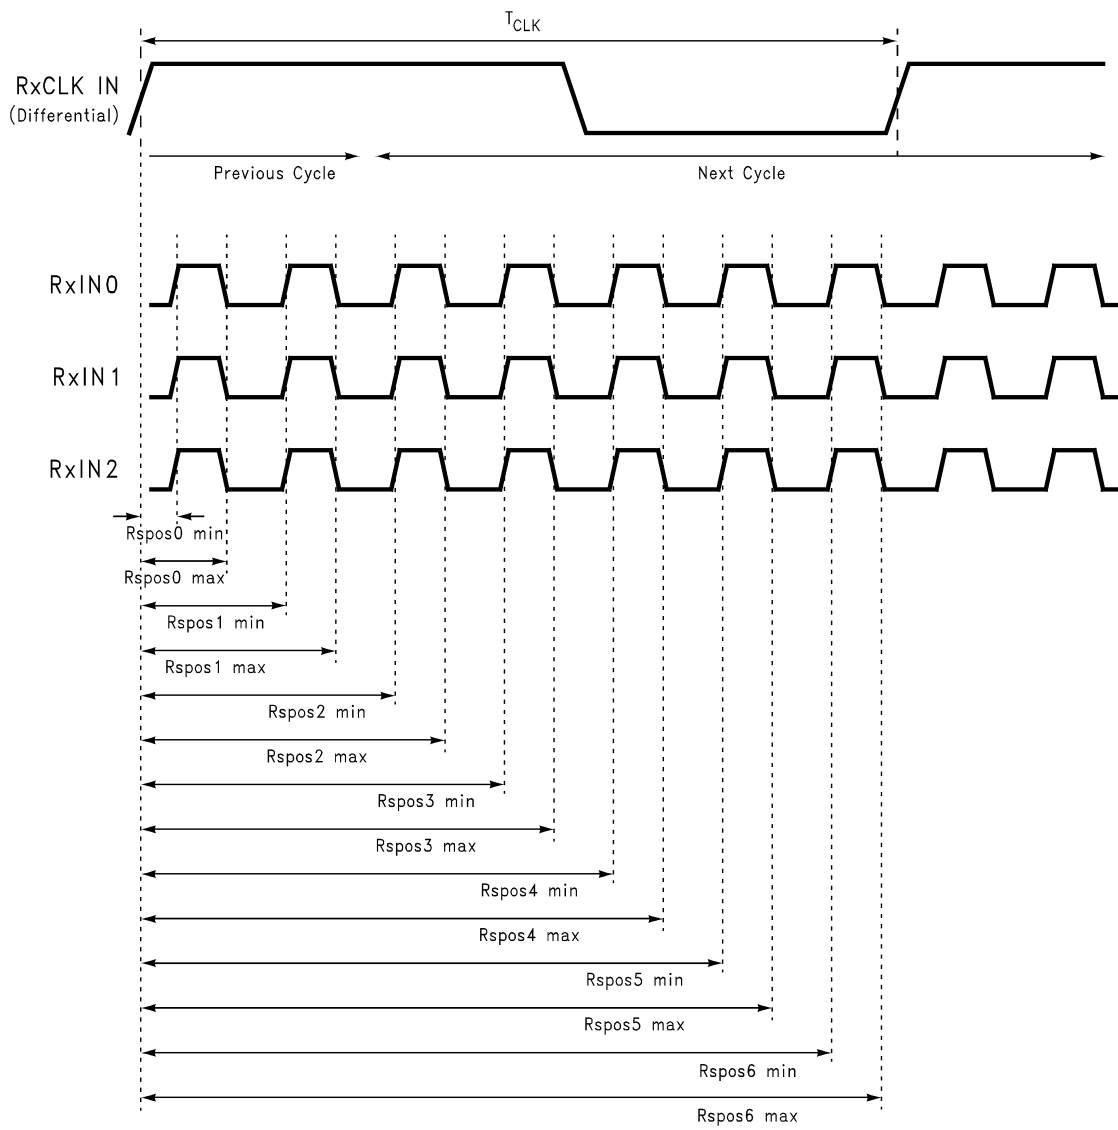 TCLK
RxCLK IN
(Differential)
Previous Cycle
Next Cycle
RxIN0
RxIN1
RxIN2
Rspos0 min
Rspos0 max
Rspos1 min
Rspos1 max
Rspos2 min
Rspos2 max
Rspos3 min
Rspos3 max
Rspos4 min
Rspos4 max
Rspos5 min
Rspos5 max
Rspos6 min
Rspos6 max